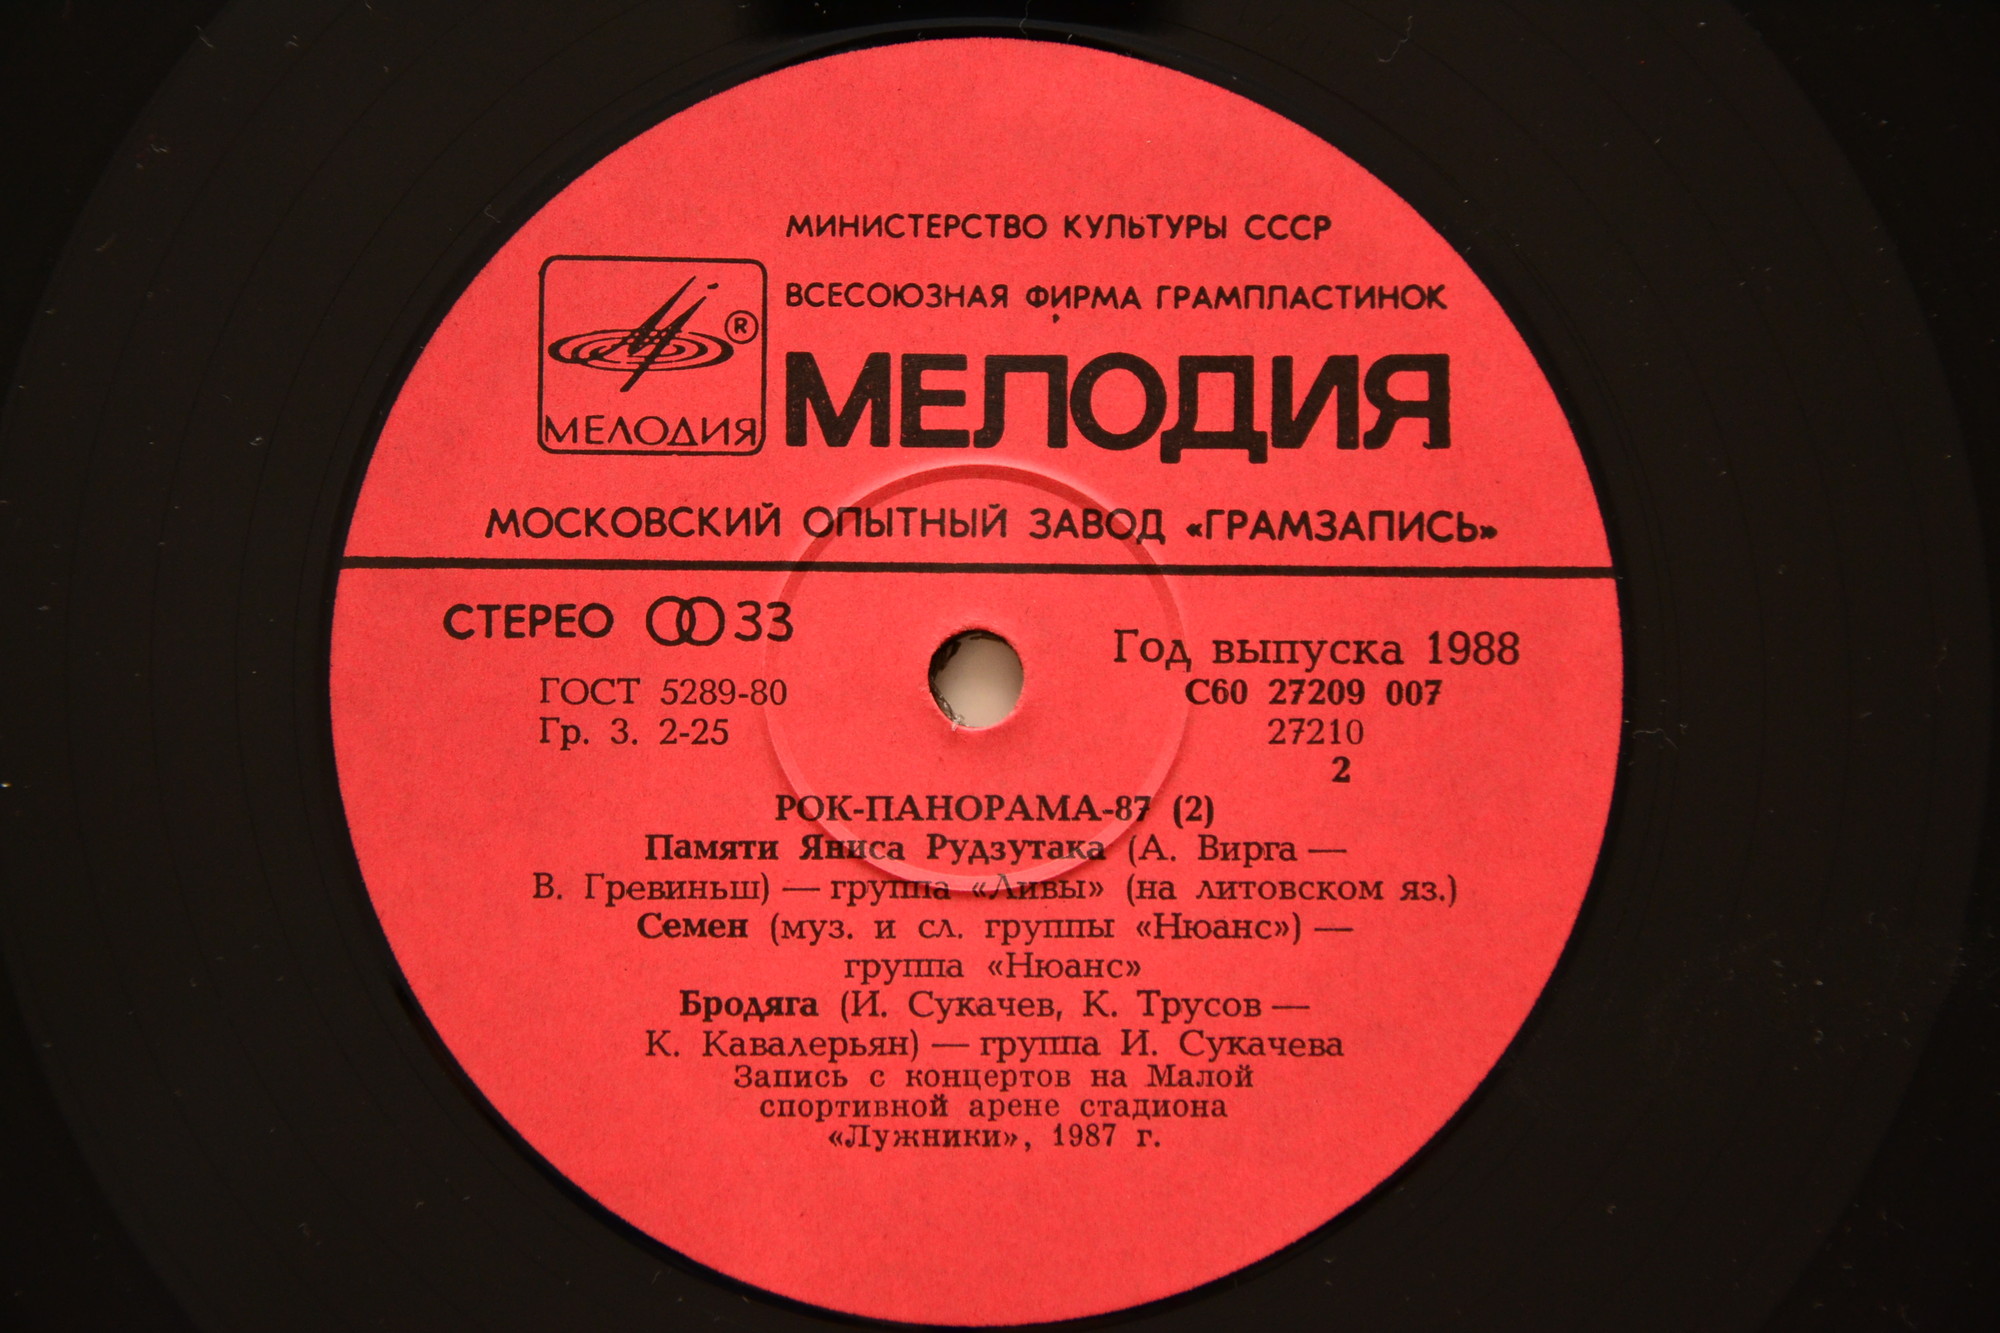 МИНИСТЕРСТВО КУЛЬТУРЫ СССР
ВСЕСОЮЗНАЯ ФИРМА ГРАМПЛАСТИНОК
®
МЕЛОДИЯ
МЕЛОДИЯ
МОСКОВСКИЙ ОПЫТНЫЙ ЗАВОД «ГРАМЗАПИСЬ»
СТЕРЕО 33
Год выпуска 1988
ГОСТ 5289-80
С60 27209 007
Гр. 3. 2-25
27210
2
РОК-ПАНОРАМА-87 (2)
Памяти Яниса Рудзутака (А. Вирга —
В. Гревиньш) — группа «Ливы» (на литовском яз.)
Семен (муз. и сл. группы «Нюанс») —
группа «Нюанс»
Бродяга (И. Сукачев, К. Трусов —
К. Кавалерьян) — группа И. Сукачева
Запись с концертов на Малой
спортивной арене стадиона
«Лужники», 1987 г.